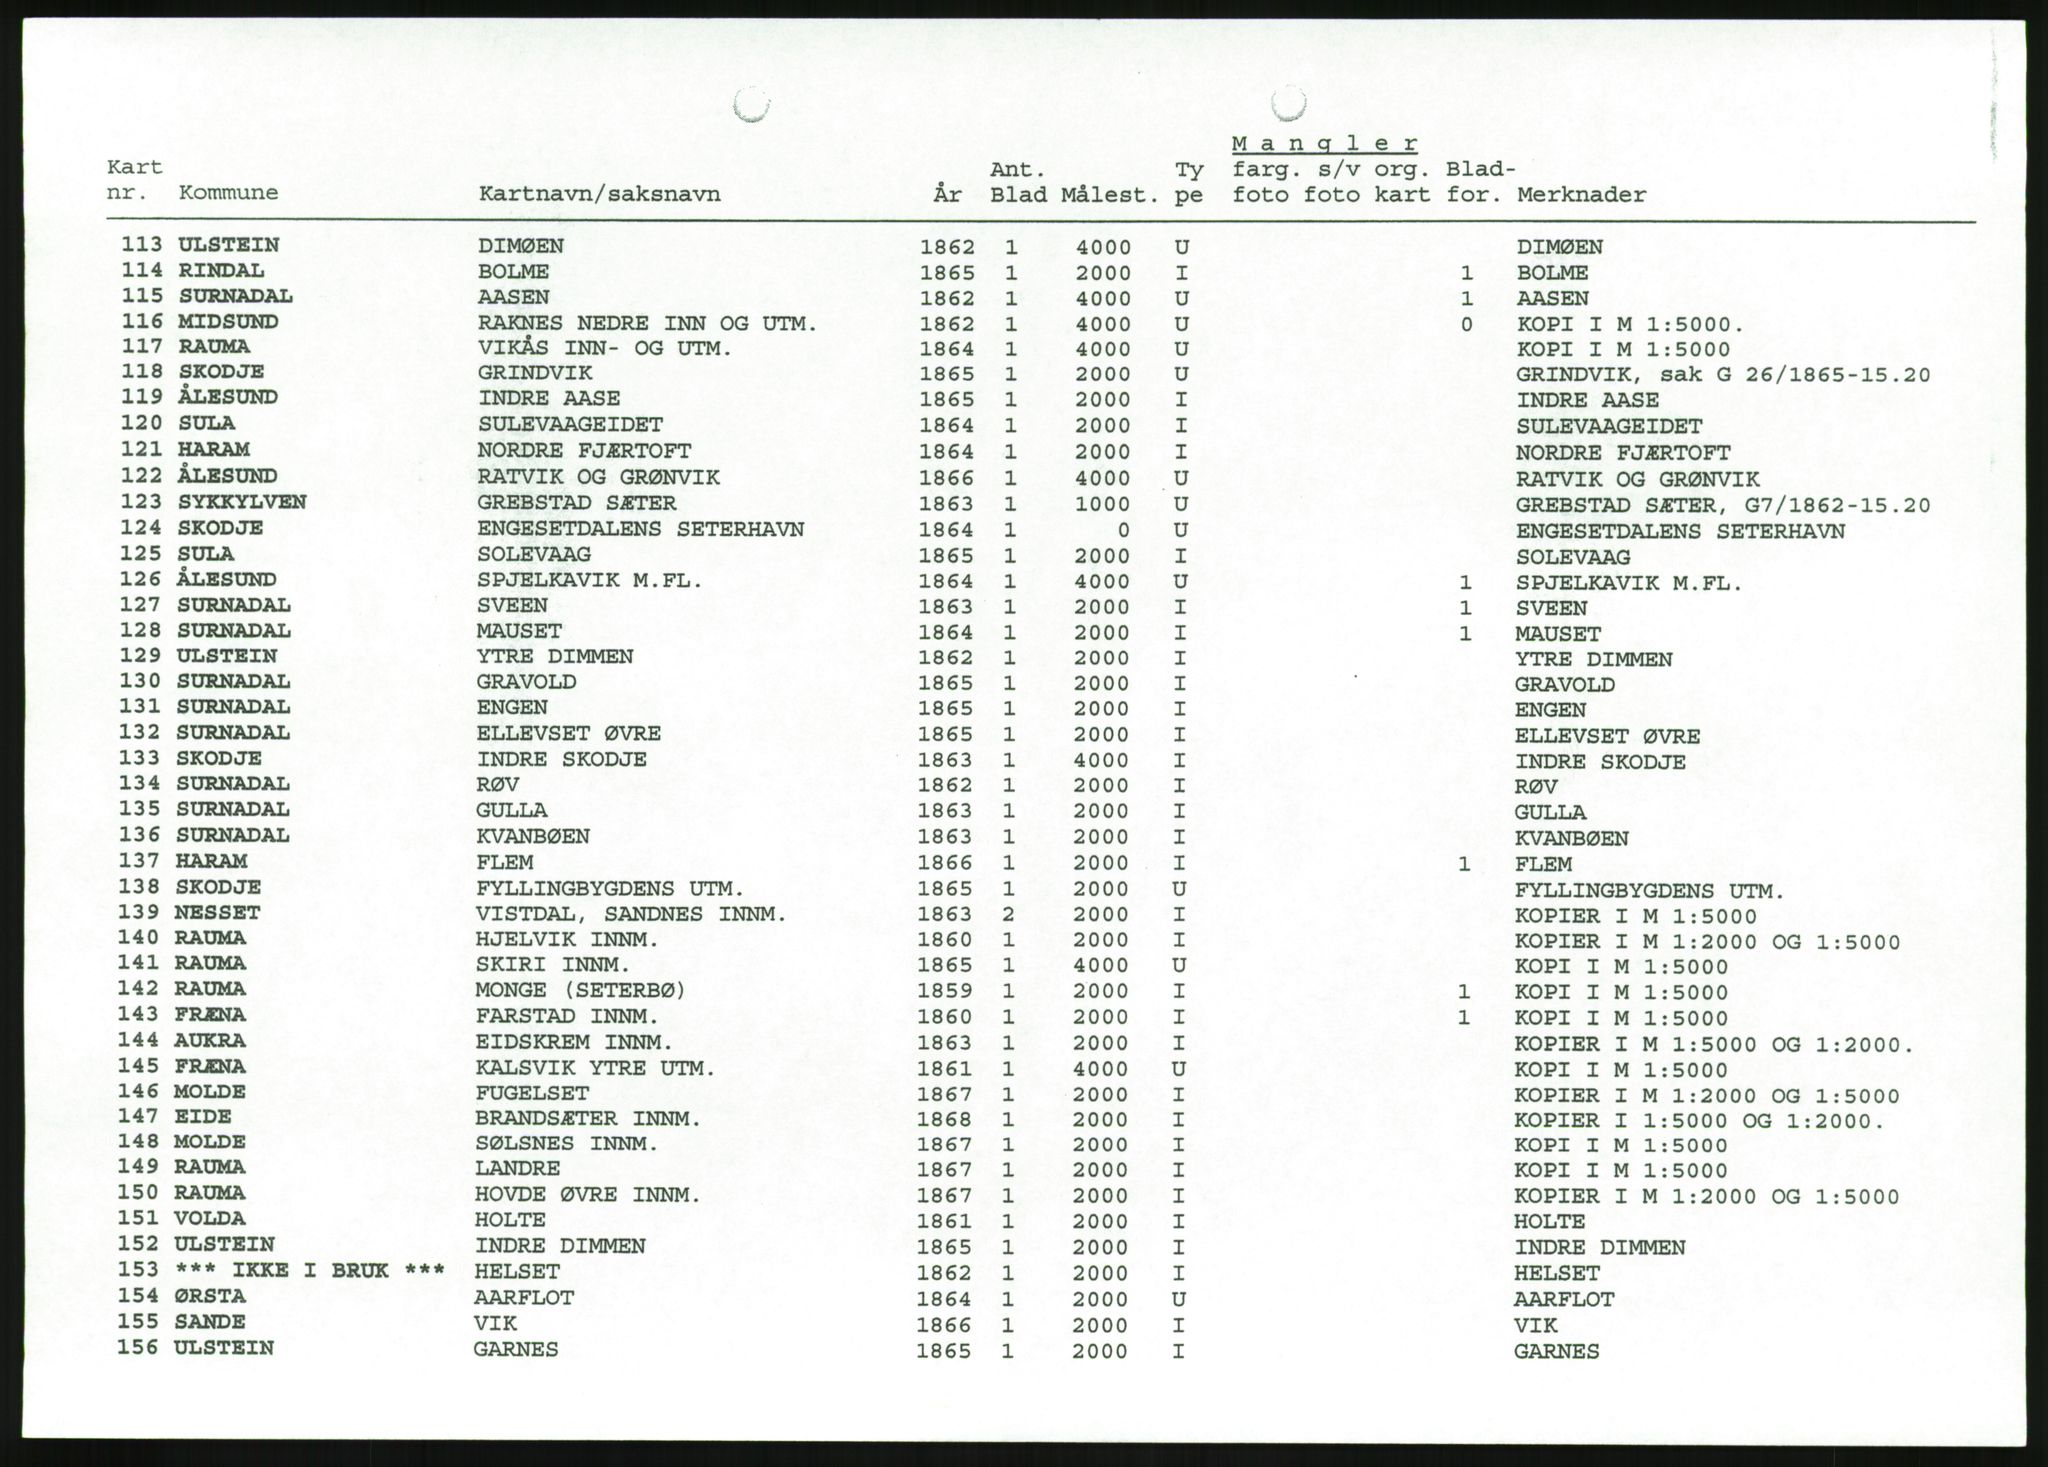 M a n g l e r
Kart Ant. Ty farg. s/v org. Blad-
nr. Kommune Kartnavn/saksnavn År Blad Målest. pe foto foto kart for. Merknader
113 ULSTEIN DIMØEN 1862 1 4000 U DIMØEN
114 RINDAL BOLME 1865 1 2000 I 1 BOLME
115 SURNADAL AASEN 1862 1 4000 U 1 AASEN
116 MIDSUND RAKNES NEDRE INN OG UTM. 1862 1 4000 U 0 KOPI I M 1:5000.
117 RAUMA VIKÅS INN- OG UTM. 1864 1 4000 U KOPI I M 1:5000
118 SKODJE GRINDVIK 1865 1 2000 U GRINDVIK, sak G 26/1865-15.20
119 ÅLESUND INDRE AASE 1865 1 2000 I INDRE AASE
120 SULA SULEVAAGEIDET 1864 1 2000 I SULEVAAGEIDET
121 HARAM NORDRE FJÆRTOFT 1864 1 2000 I NORDRE FJÆRTOFT
122 ÅLESUND RATVIK OG GRØNVIK 1866 1 4000 U RATVIK OG GRØNVIK
123 SYKKYLVEN GREBSTAD SÆTER 1863 1 1000 U GREBSTAD SÆTER, G7/1862-15.20
124 SKODJE ENGESETDALENS SETERHAVN 1864 1 0 U ENGESETDALENS SETERHAVN
125 SULA SOLEVAAG 1865 1 2000 I SOLEVAAG
126 ÅLESUND SPJELKAVIK M.FL. 1864 1 4000 U 1 SPJELKAVIK M.FL.
127 SURNADAL SVEEN 1863 1 2000 I 1 SVEEN
128 SURNADAL MAUSET 1864 1 2000 I 1 MAUSET
129 ULSTEIN YTRE DIMMEN 1862 1 2000 I YTRE DIMMEN
130 SURNADAL GRAVOLD 1865 1 2000 I GRAVOLD
131 SURNADAL ENGEN 1865 1 2000 I ENGEN
132 SURNADAL ELLEVSET ØVRE 1865 1 2000 I ELLEVSET ØVRE
133 SKODJE INDRE SKODJE 1863 1 4000 I INDRE SKODJE
134 SURNADAL RØV 1862 1 2000 I RØV
135 SURNADAL GULLA 1863 1 2000 I GULLA
136 SURNADAL KVANBØEN 1863 1 2000 I KVANBØEN
137 HARAM FLEM 1866 1 2000 I 1 FLEM
138 SKODJE FYLLINGBYGDENS UTM. 1865 1 2000 U FYLLINGBYGDENS UTM.
139 NESSET VISTDAL, SANDNES INNM. 1863 2 2000 I KOPIER I M 1:5000
140 RAUMA HJELVIK INNM. 1860 1 2000 I KOPIER I M 1:2000 OG 1:5000
141 RAUMA SKIRI INNM. 1865 1 4000 U KOPI I M 1:5000
142 RAUMA MONGE (SETERBØ) 1859 1 2000 I 1 KOPI I M 1:5000
143 FRÆNA FARSTAD INNM. 1860 1 2000 I 1 KOPI I M 1:5000
144 AUKRA EIDSKREM INNM. 1863 1 2000 I KOPIER I M 1:5000 OG 1:2000.
145 FRÆNA KALSVIK YTRE UTM. 1861 1 4000 U KOPI I M 1:5000
146 MOLDE FUGELSET 1867 1 2000 I KOPIER I M 1:2000 OG 1:5000
147 EIDE BRANDSÆTER INNM. 1868 1 2000 I KOPIER I 1:5000 OG 1:2000.
148 MOLDE SØLSNES INNM. 1867 1 2000 I KOPI I M 1:5000
149 RAUMA LANDRE 1867 1 2000 I KOPI I M 1:5000
150 RAUMA HOVDE ØVRE INNM. 1867 1 2000 I KOPIER I M 1:2000 OG 1:5000
151 VOLDA HOLTE 1861 1 2000 I HOLTE
152 ULSTEIN INDRE DIMMEN 1865 1 2000 I INDRE DIMMEN
153 *** IKKE I BRUK *** HELSET 1862 1 2000 I HELSET
154 ØRSTA AARFLOT 1864 1 2000 U AARFLOT
155 SANDE VIK 1866 1 2000 I VIK
156 ULSTEIN GARNES 1865 1 2000 I GARNES